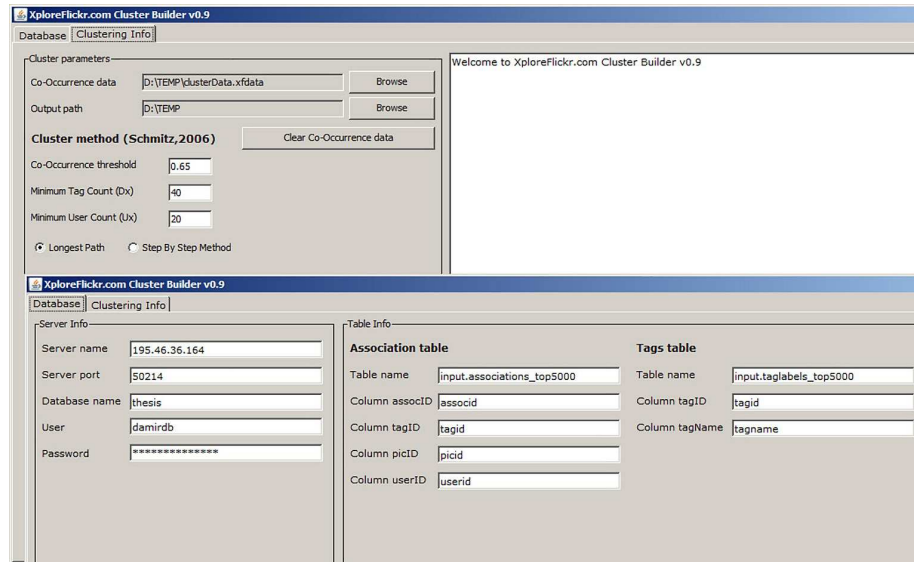 XploreFlickr.com Cluster Builder v0.9
Database Clustering Info
Cluster parameters
Co-Occurrence data D:\TEMP\clusterData.xfdata Browse
Output path D:\TEMP Browse
Cluster method (Schmitz,2006) Clear Co-Occurrence data
Co-Occurrence threshold 0.65
Minimum Tag Count (Dx) 40
Minimum User Count (Ux) 20
Longest Path Step By Step Method
Welcome to XploreFlickr.com Cluster Builder v0.9
XploreFlickr.com Cluster Builder v0.9
Database Clustering Info
Server Info
Server name 195.46.36.164
Server port 50214
Database name thesis
User damirdb
Password **************
Table Info
Association table
Table name input.associations_top5000
Column assocID associd
Column tagID tagid
Column picID picid
Column userID userid
Tags table
Table name input.taglabels_top5000
Column tagID tagid
Column tagName tagname